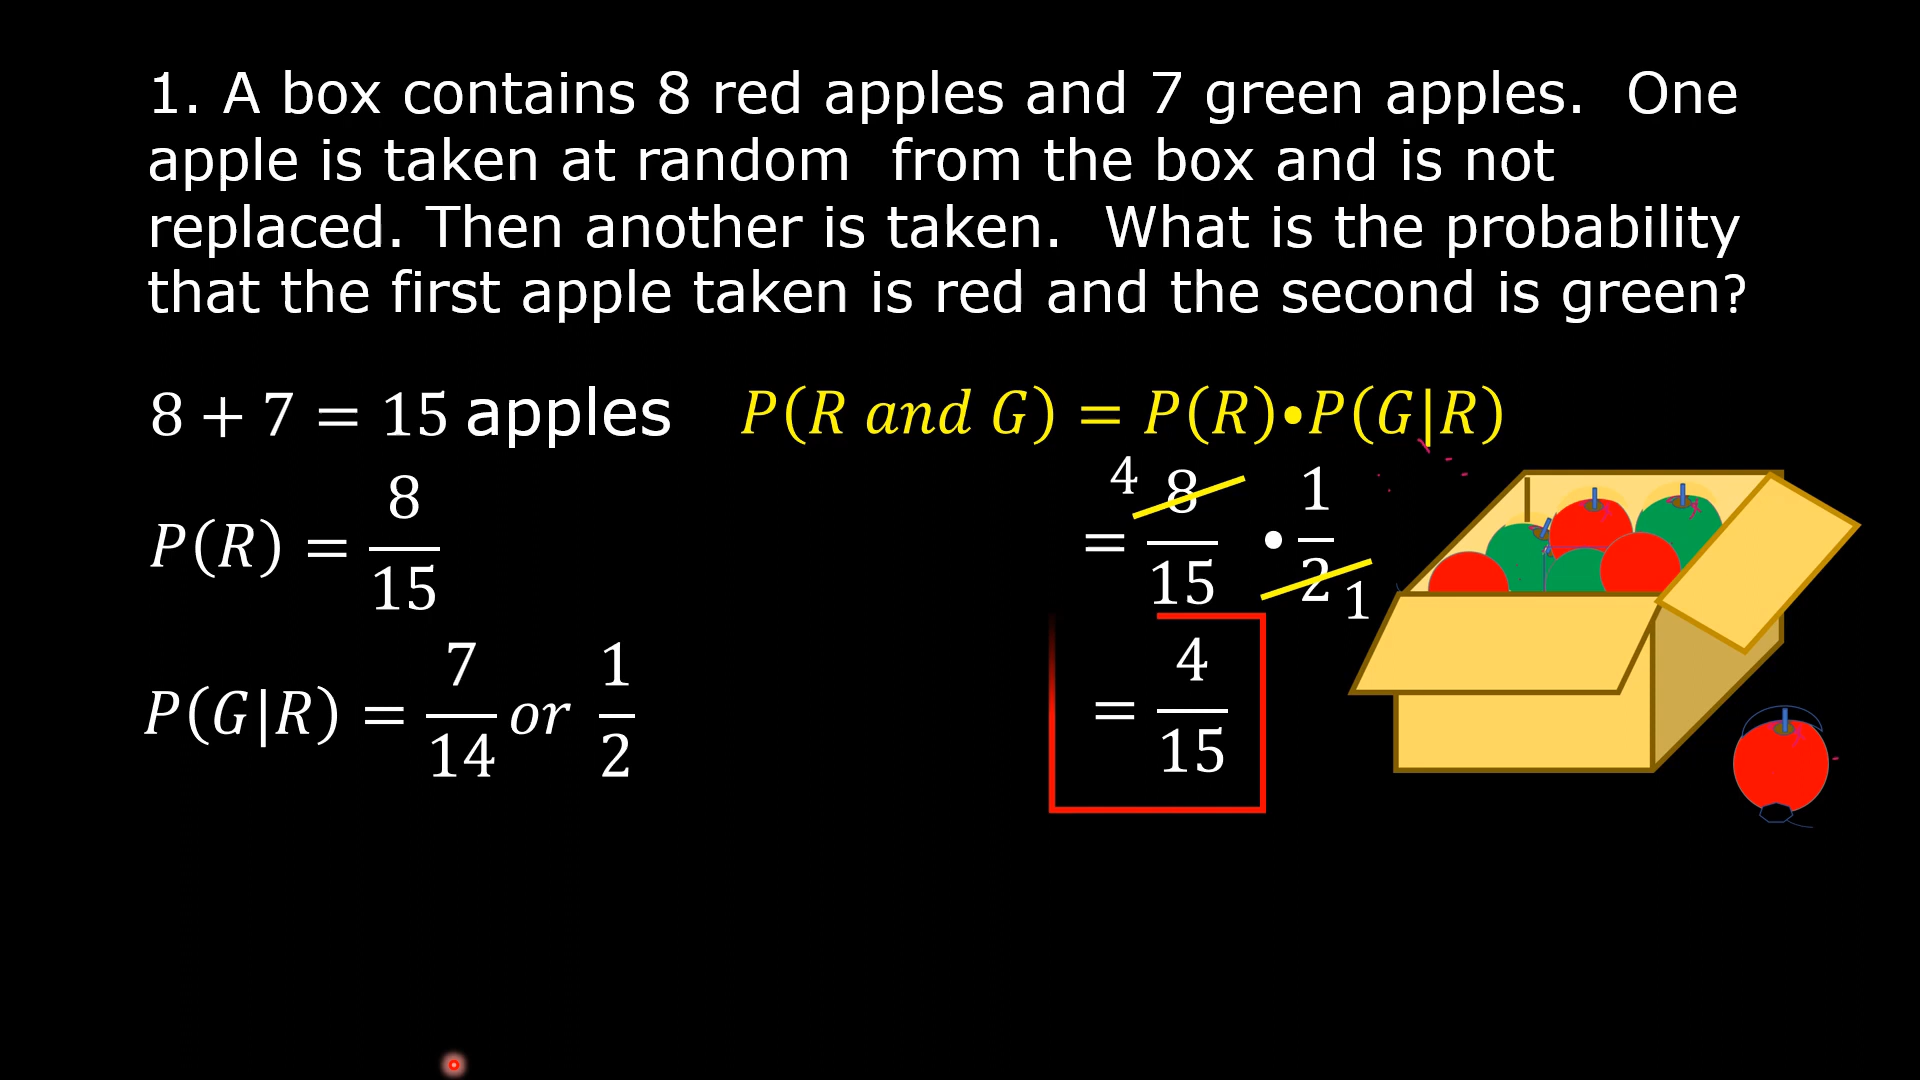 1. A box contains 8 red apples and 7 green apples. One
apple is taken at random from the box and is not
replaced. Then another is taken. What is the probability
that the first apple taken is red and the second is green?
8 + 7 = 15 apples
P(R) = 8/15
P(G|R) = 7/14 or 1/2
P(R and G) = P(R)•P(G|R)
4 1
= 8/15 • 1/2
= 4/15